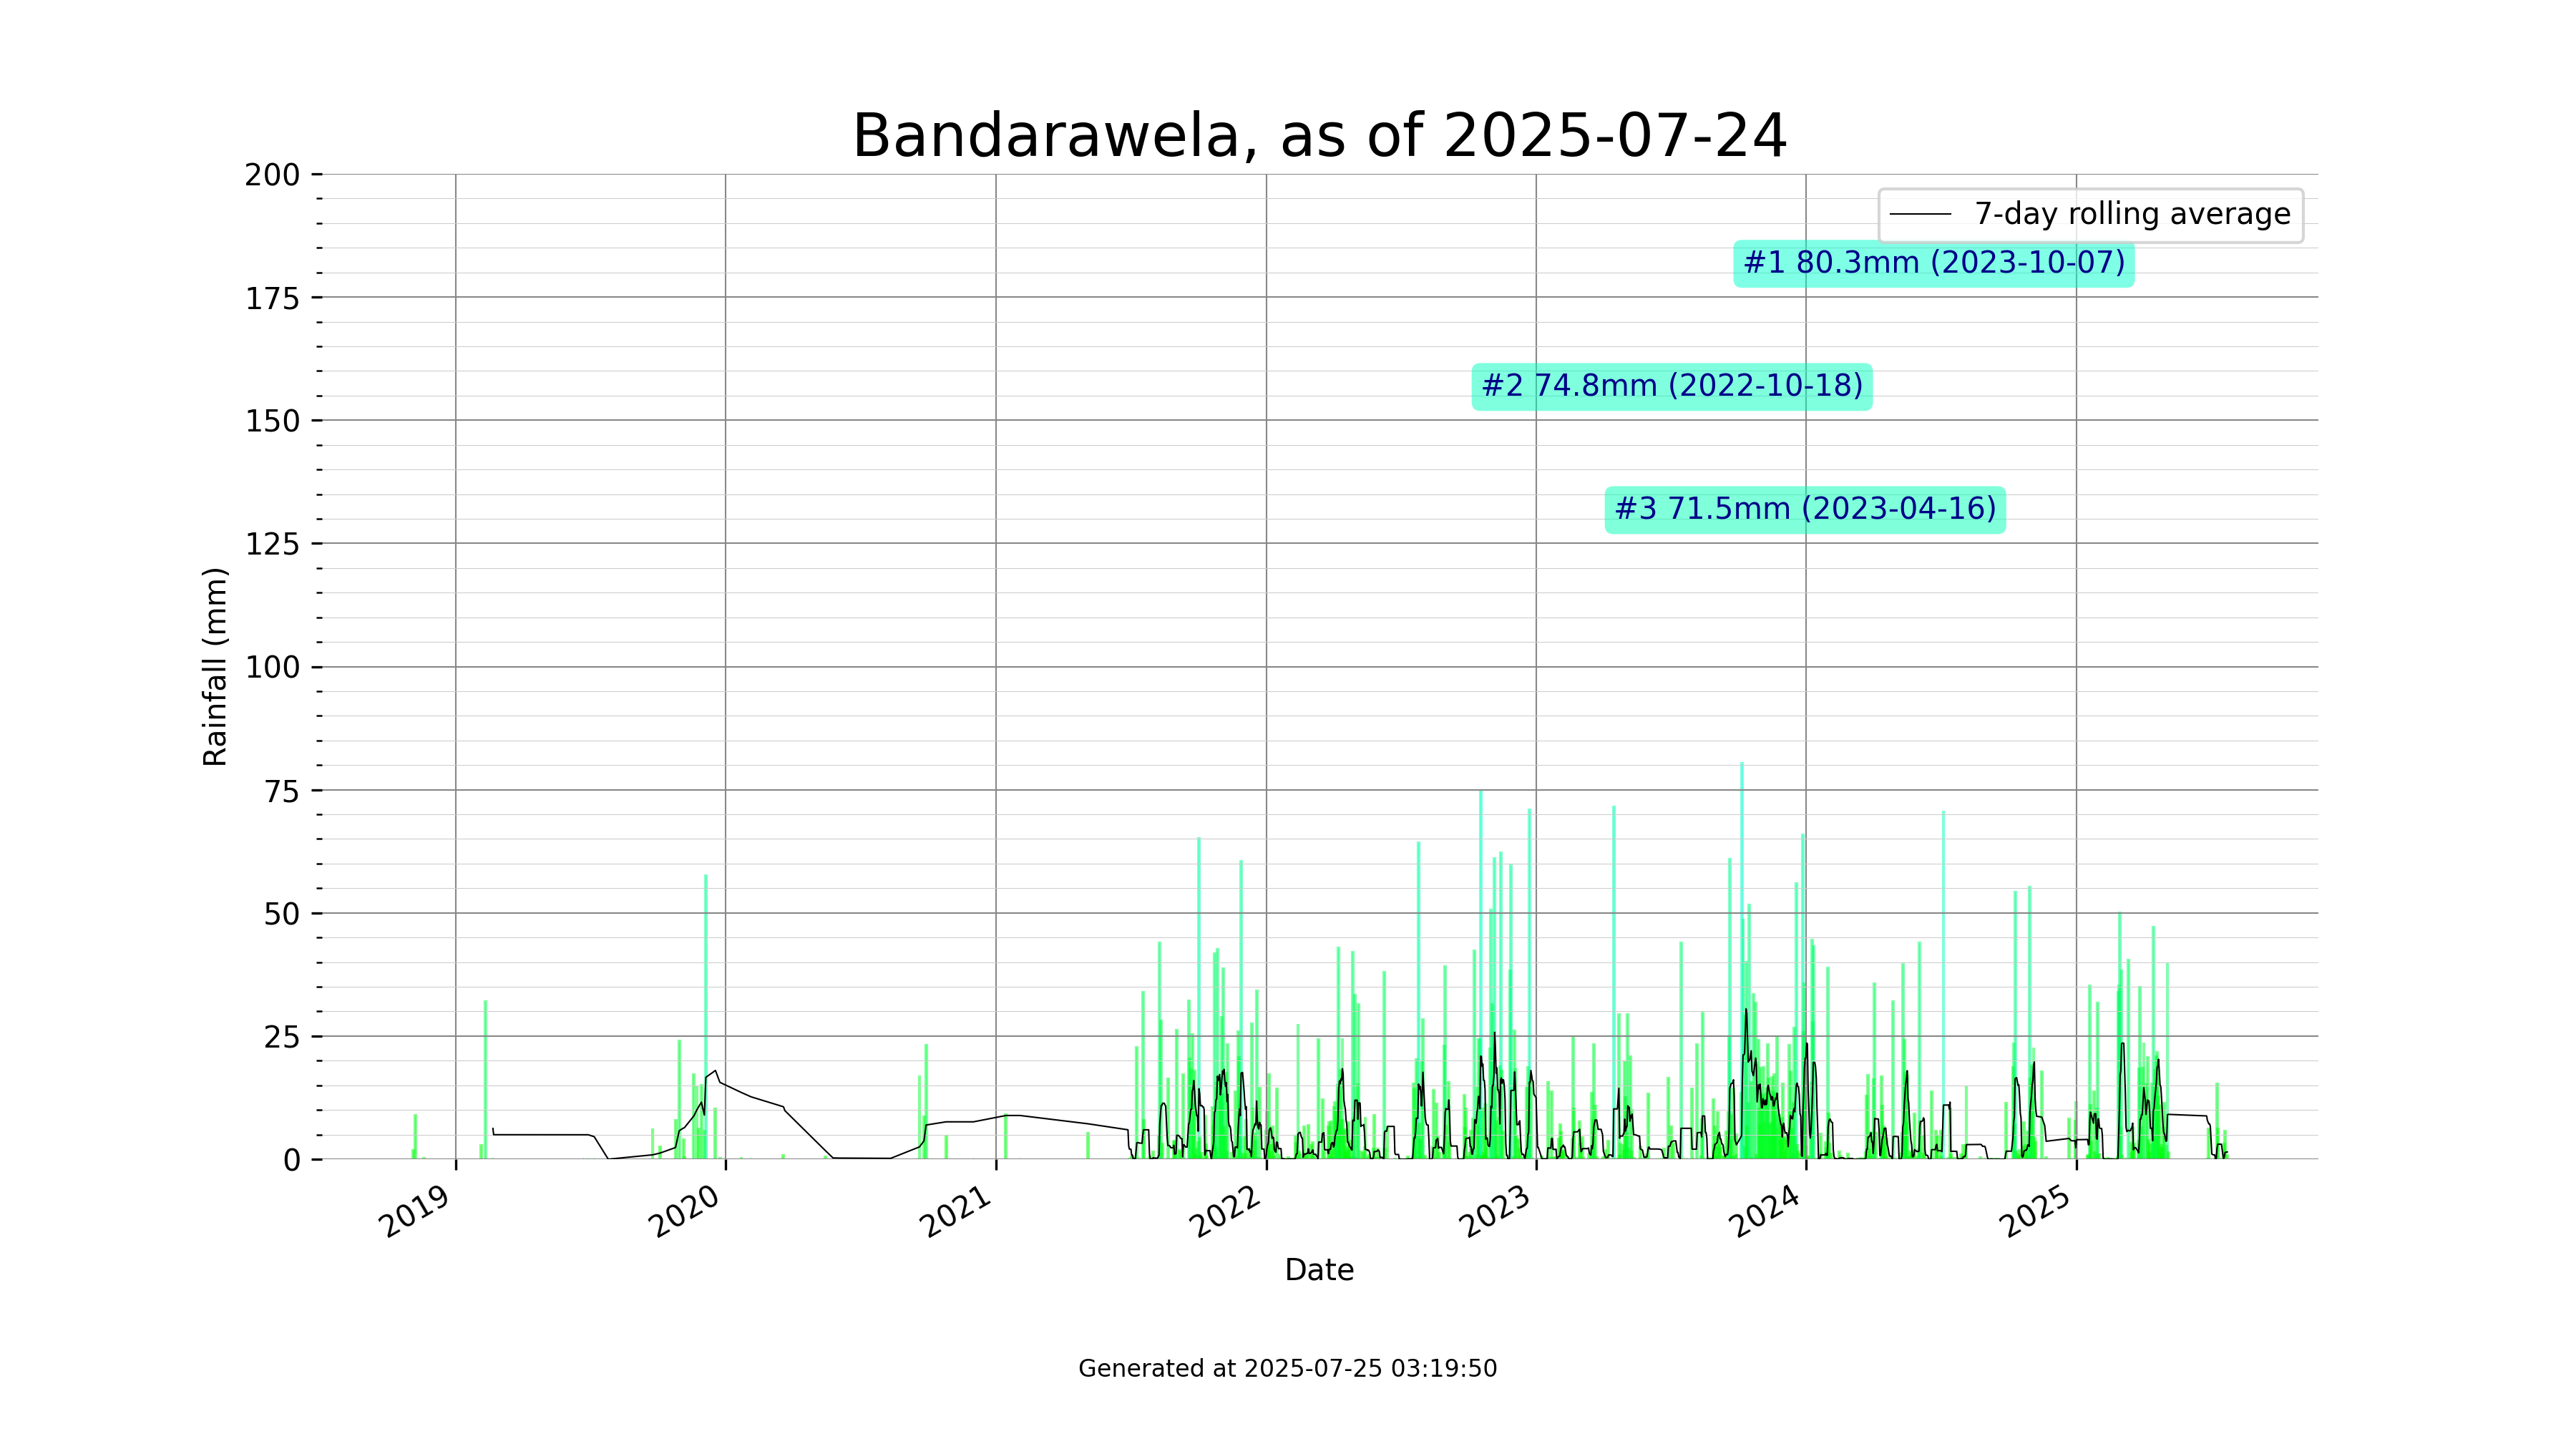 Bandarawela, as of 2025-07-24
200
175
150
125
100
75
50
25
0
Rainfall (mm)
7-day rolling average
#1 80.3mm (2023-10-07)
#2 74.8mm (2022-10-18)
#3 71.5mm (2023-04-16)
2019
2020
2021
2022
2023
2024
2025
Date
Generated at 2025-07-25 03:19:50